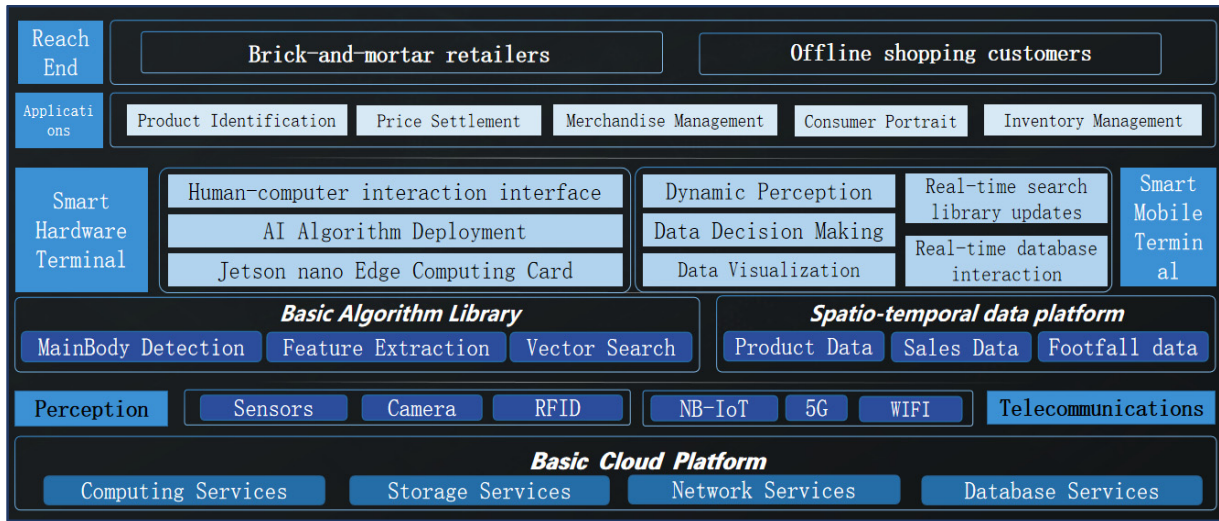 Reach
End
Brick-and-mortar retailers
Offline shopping customers
Applicati
ons
Product Identification
Price Settlement
Merchandise Management
Consumer Portrait
Inventory Management
Smart
Hardware
Terminal
Human-computer interaction interface
AI Algorithm Deployment
Jetson nano Edge Computing Card
Dynamic Perception
Data Decision Making
Data Visualization
Real-time search
library updates
Real-time database
interaction
Smart
Mobile
Termin
al
Basic Algorithm Library
MainBody Detection
Feature Extraction
Vector Search
Spatio-temporal data platform
Product Data
Sales Data
Footfall data
Perception
Sensors
Camera
RFID
NB-IoT
5G
WIFI
Telecommunications
Basic Cloud Platform
Computing Services
Storage Services
Network Services
Database Services